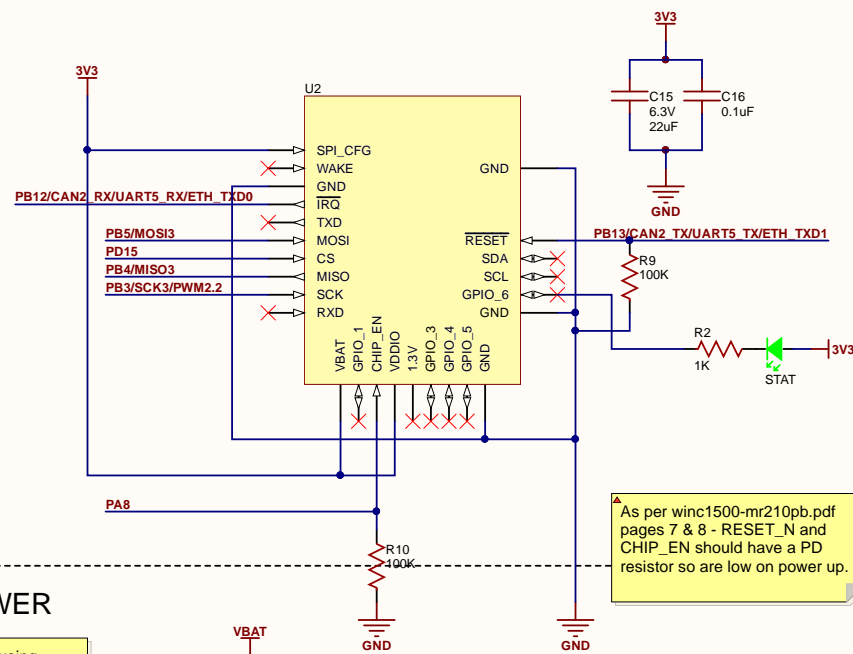 3V3
3V3
U2
C15
6.3V
22uF
C16
0.1uF
GND
SPI_CFG
WAKE
GND
IRQ
TXD
MOSI
CS
MISO
SCK
RXD
GND
RESET
SDA
SCL
GPIO_6
GND
VBAT
GPIO_1
CHIP_EN
VDDIO
1.3V
GPIO_3
GPIO_4
GPIO_5
GND
PB12/CAN2_RX/UART5_RX/ETH_TXD0
PB5/MOSI3
PD15
PB4/MISO3
PB3/SCK3/PWM2.2
PB13/CAN2_TX/UART5_TX/ETH_TXD1
R9
100K
R2
1K
STAT
3V3
PA8
R10
100K
As per winc1500-mr210pb.pdf
pages 7 & 8 - RESET_N and
CHIP_EN should have a PD
resistor so are low on power up.
WER
VBAT
GND
GND